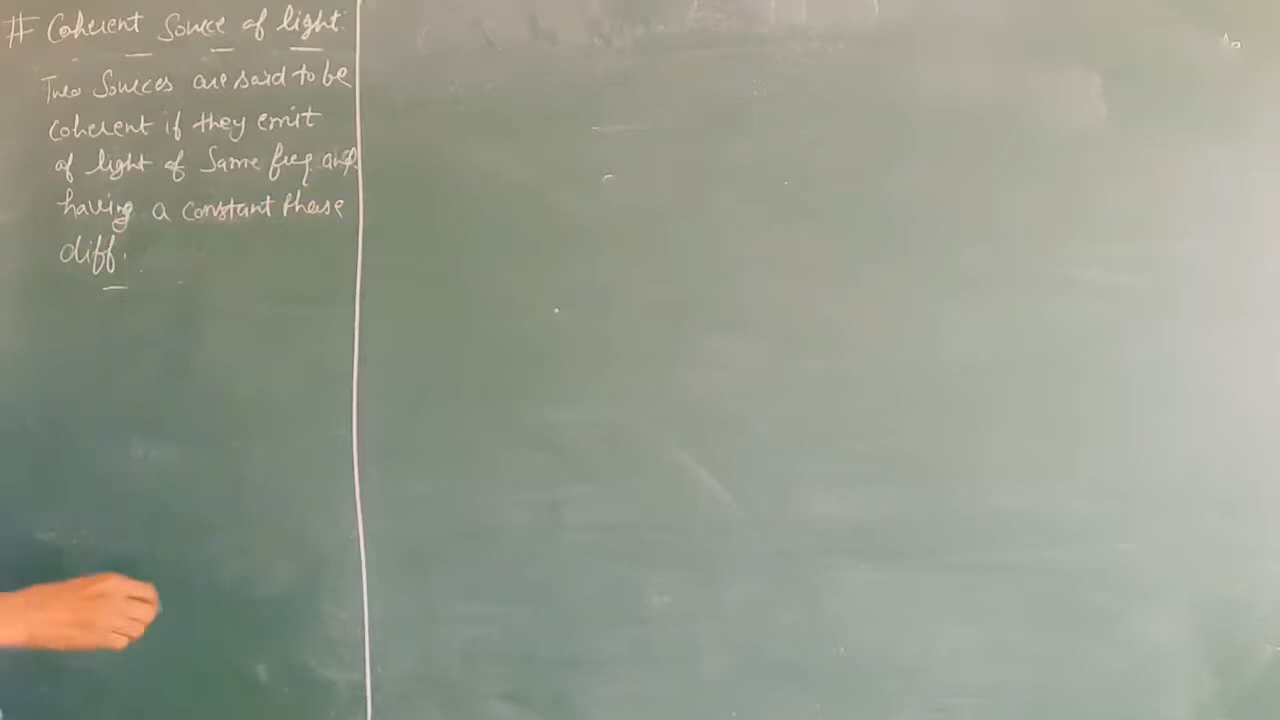 # Coherent Source of light.
Two Sources are said to be
coherent if they emit
of light of Same freq and
having a constant phase
diff.